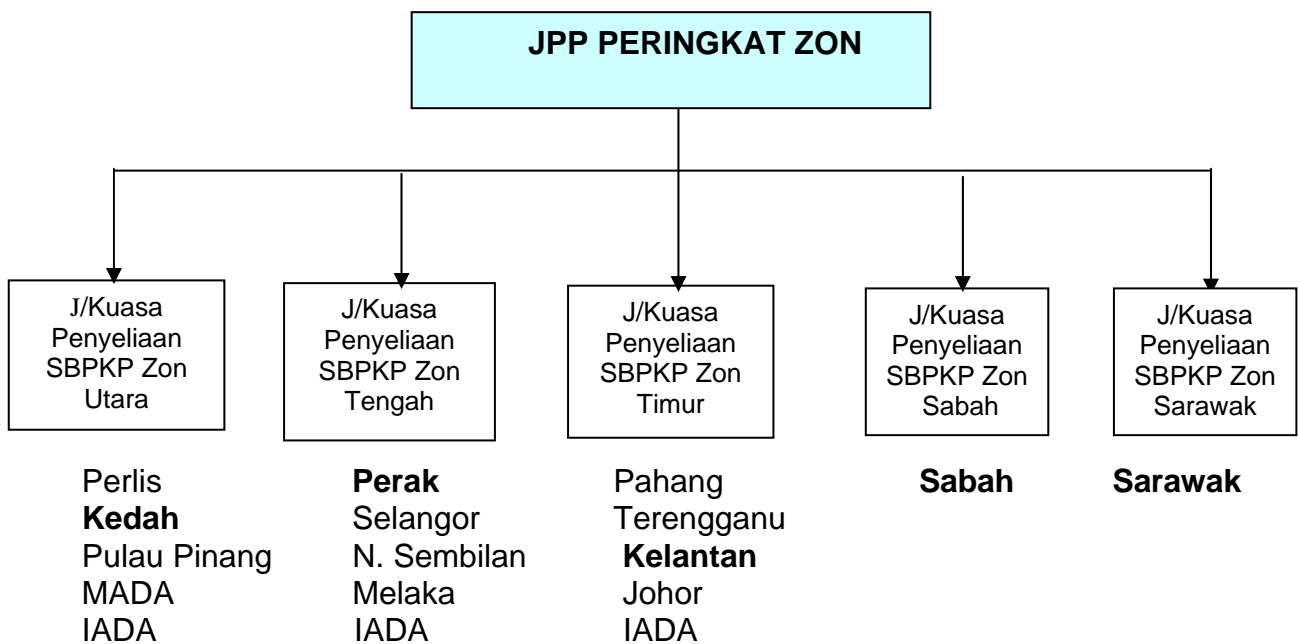 JPP PERINGKAT ZON
J/Kuasa
Penyeliaan
SBPKP Zon
Utara
J/Kuasa
Penyeliaan
SBPKP Zon
Tengah
J/Kuasa
Penyeliaan
SBPKP Zon
Timur
J/Kuasa
Penyeliaan
SBPKP Zon
Sabah
J/Kuasa
Penyeliaan
SBPKP Zon
Sarawak
Perlis
Kedah
Pulau Pinang
MADA
IADA
Perak
Selangor
N. Sembilan
Melaka
IADA
Pahang
Terengganu
Kelantan
Johor
IADA
Sabah
Sarawak